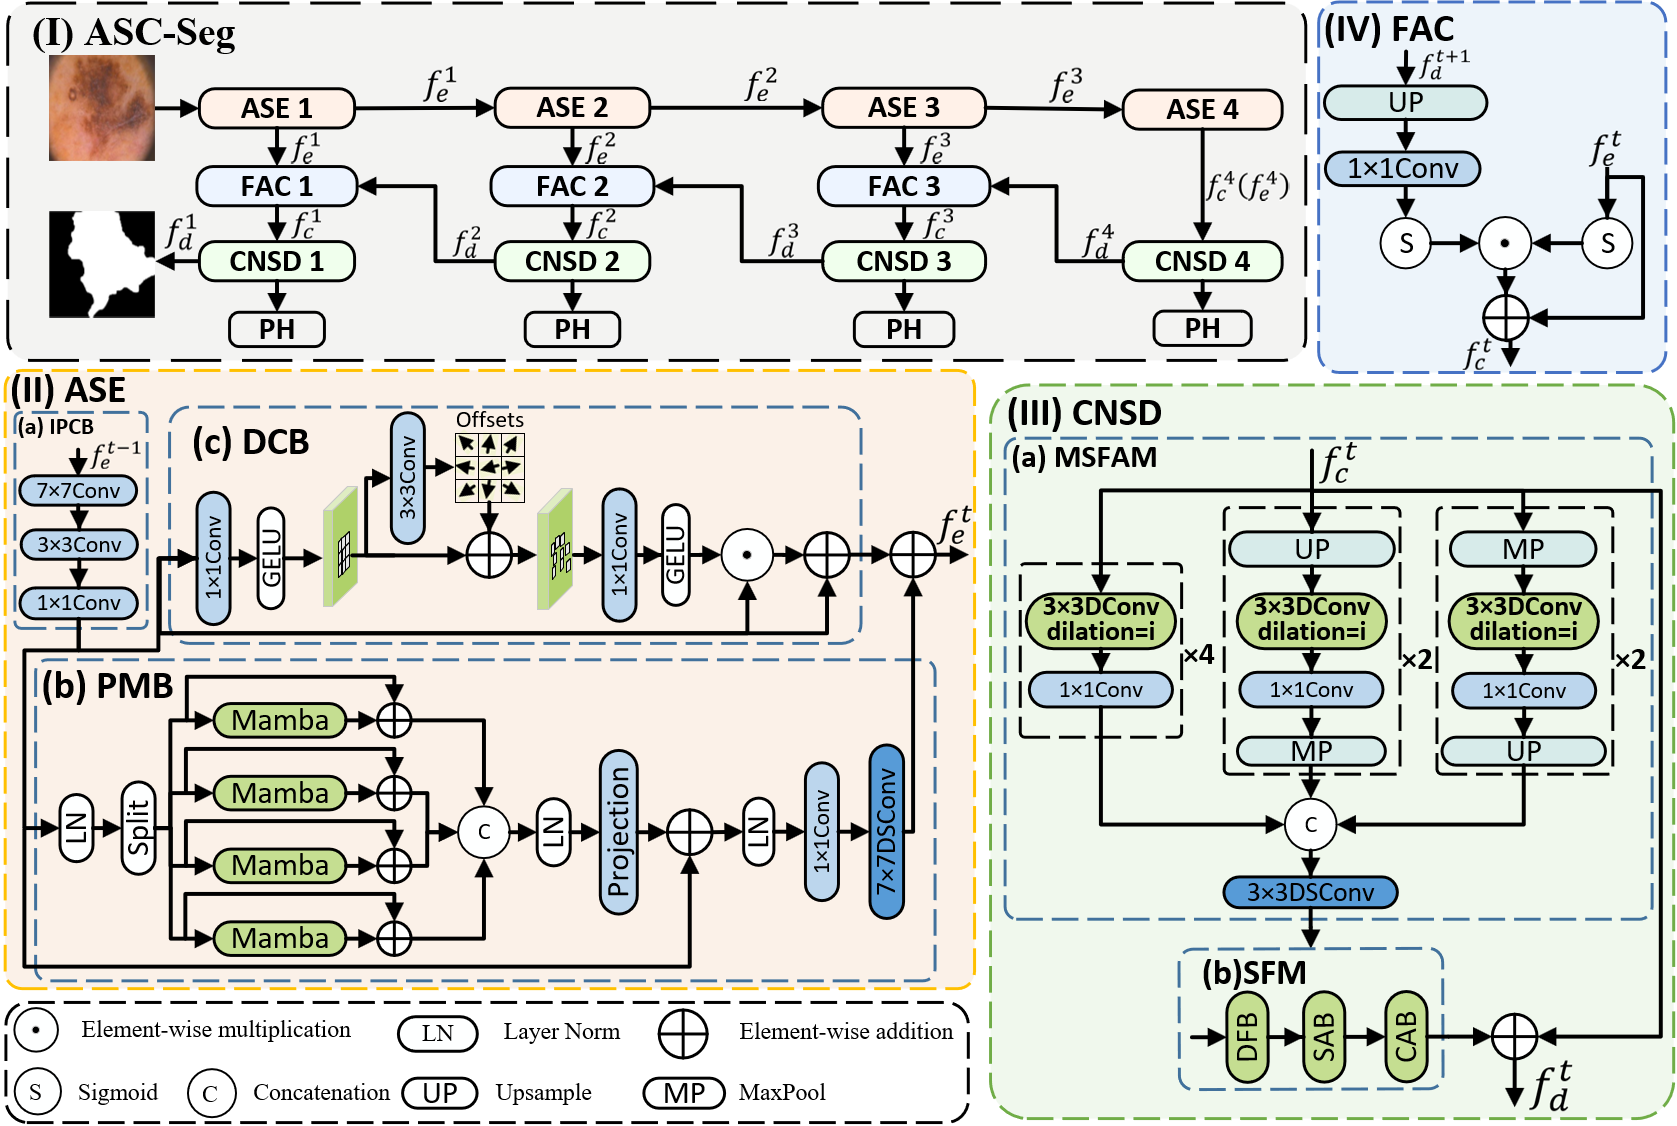 (I) ASC-Seg
ASE 1
f_e^1
ASE 2
f_e^2
ASE 3
f_e^3
ASE 4
f_e^1
f_e^2
f_e^3
f_c^4(f_e^4)
FAC 1
FAC 2
FAC 3
f_c^1
f_c^2
f_c^3
f_d^1
f_d^2
f_d^3
f_d^4
CNSD 1
CNSD 2
CNSD 3
CNSD 4
PH
PH
PH
PH
(IV) FAC
f_d^{t+1}
UP
1×1Conv
f_e^t
S
S
f_c^t
(II) ASE
(a) IPCB
f_e^{t-1}
7×7Conv
3×3Conv
1×1Conv
(c) DCB
1×1Conv
GELU
3×3Conv
Offsets
1×1Conv
GELU
f_e^t
(b) PMB
LN
Split
Mamba
Mamba
Mamba
Mamba
C
LN
Projection
LN
1×1Conv
7×7DSConv
(III) CNSD
(a) MSFAM
f_c^t
3×3DConv
dilation=i
1×1Conv
×4
UP
3×3DConv
dilation=i
1×1Conv
MP
×2
MP
3×3DConv
dilation=i
1×1Conv
UP
×2
C
3×3DSConv
(b)SFM
DFB
SAB
CAB
f_d^t
Element-wise multiplication
LN
Layer Norm
Element-wise addition
S
Sigmoid
C
Concatenation
UP
Upsample
MP
MaxPool